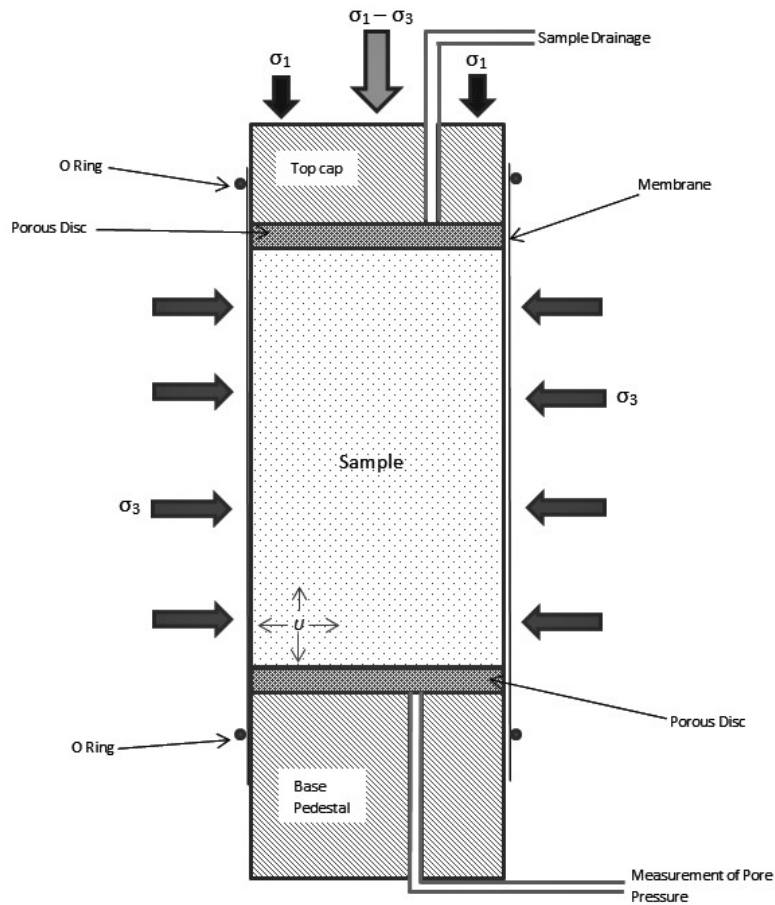 σ1 – σ3
Sample Drainage
σ1
σ1
O Ring
Top cap
Membrane
Porous Disc
σ3
Sample
σ3
u
Porous Disc
O Ring
Base
Pedestal
Measurement of Pore
Pressure